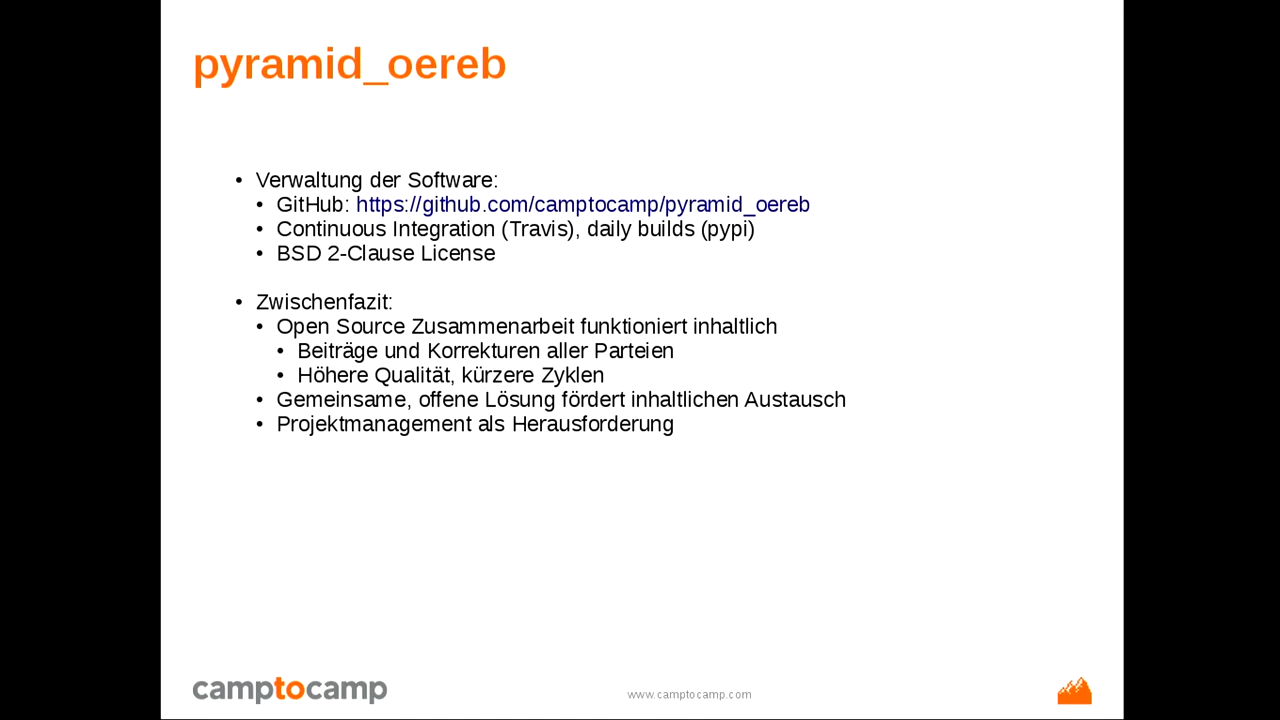 pyramid_oereb
• Verwaltung der Software:
• GitHub: https://github.com/camptocamp/pyramid_oereb
• Continuous Integration (Travis), daily builds (pypi)
• BSD 2-Clause License
• Zwischenfazit:
• Open Source Zusammenarbeit funktioniert inhaltlich
• Beiträge und Korrekturen aller Parteien
• Höhere Qualität, kürzere Zyklen
• Gemeinsame, offene Lösung fördert inhaltlichen Austausch
• Projektmanagement als Herausforderung
camptocamp
www.camptocamp.com